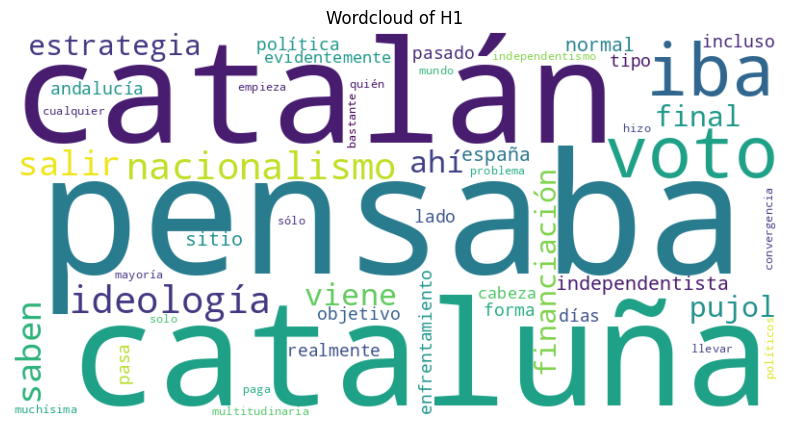 Wordcloud of H1
estrategia
política
evidentemente
pasado
independentismo
normal
incluso
catalán
mundo
tipo
iba
andalucía
empieza
quién
cualquier
bastante
final
hizo
voto
salir
nacionalismo
ahí
españa
problema
pensaba
lado
sólo
sitio
financiación
convergencia
mayoría
independentista
ideología
viene
cabeza
forma
días
pujol
saben
solo
objetivo
enfrentamiento
cataluña
realmente
llevar
políticos
pasa
paga
muchísima
multitudinaria